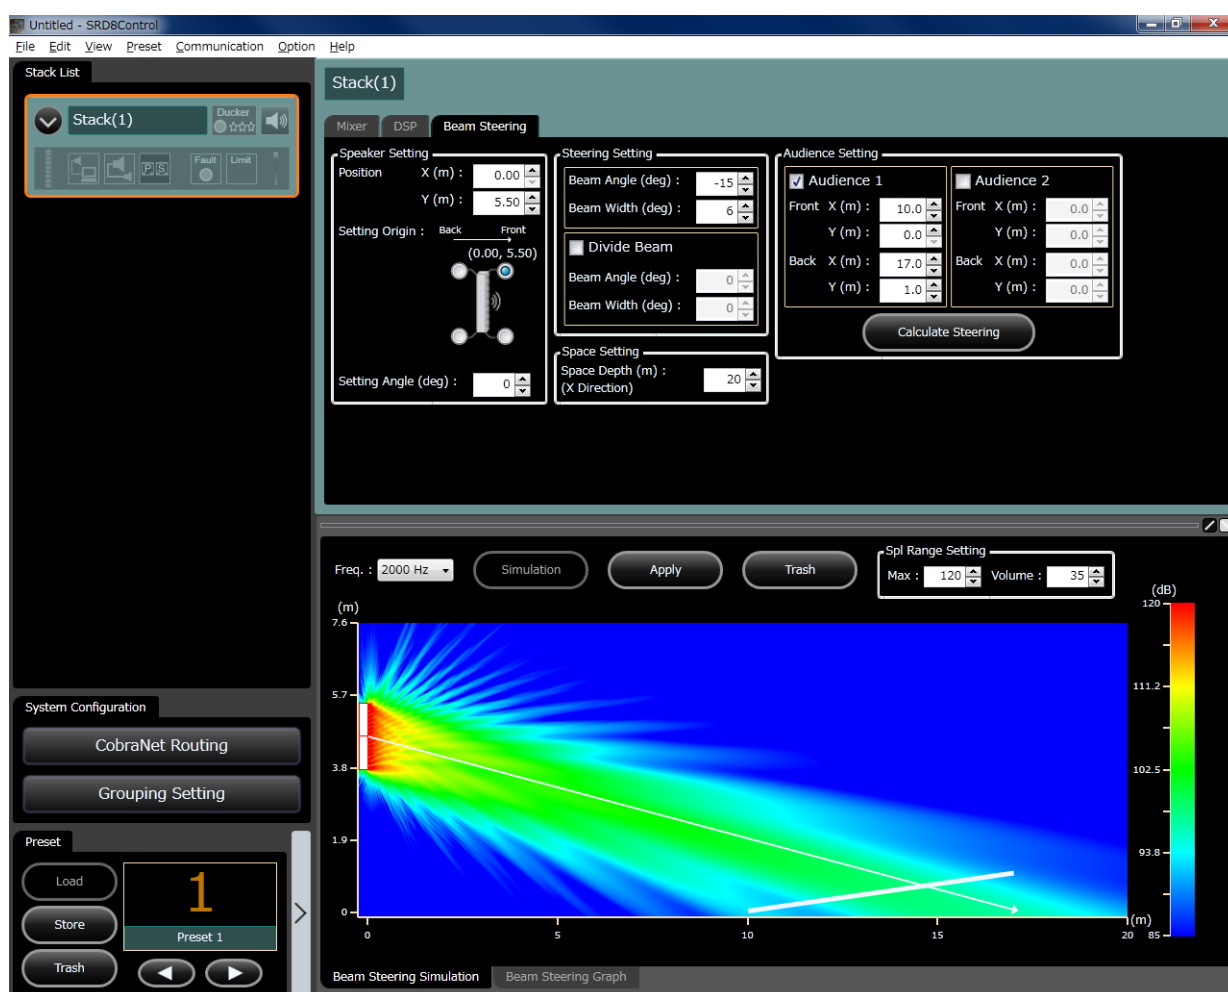 Untitled - SRD8Control
File Edit View Preset Communication Option Help
Stack List
Stack(1)
Ducker
P S
Fault
Limit
System Configuration
CobraNet Routing
Grouping Setting
Preset
Load
Store
Trash
1
Preset 1
Stack(1)
Mixer DSP Beam Steering
Speaker Setting
Position X (m) : 0.00
Y (m) : 5.50
Setting Origin : Back Front
(0.00, 5.50)
Setting Angle (deg) : 0
Steering Setting
Beam Angle (deg) : -15
Beam Width (deg) : 6
Divide Beam
Beam Angle (deg) : 0
Beam Width (deg) : 0
Space Setting
Space Depth (m) : 20
(X Direction)
Audience Setting
Audience 1
Front X (m) : 10.0
Y (m) : 0.0
Back X (m) : 17.0
Y (m) : 1.0
Audience 2
Front X (m) : 0.0
Y (m) : 0.0
Back X (m) : 0.0
Y (m) : 0.0
Calculate Steering
Freq. : 2000 Hz
Simulation
Apply
Trash
Spl Range Setting
Max : 120 Volume : 35
(m)
7.6
5.7
3.8
1.9
0
0 5 10 15 20
(m)
(dB)
120
111.2
102.5
93.8
85
Beam Steering Simulation Beam Steering Graph